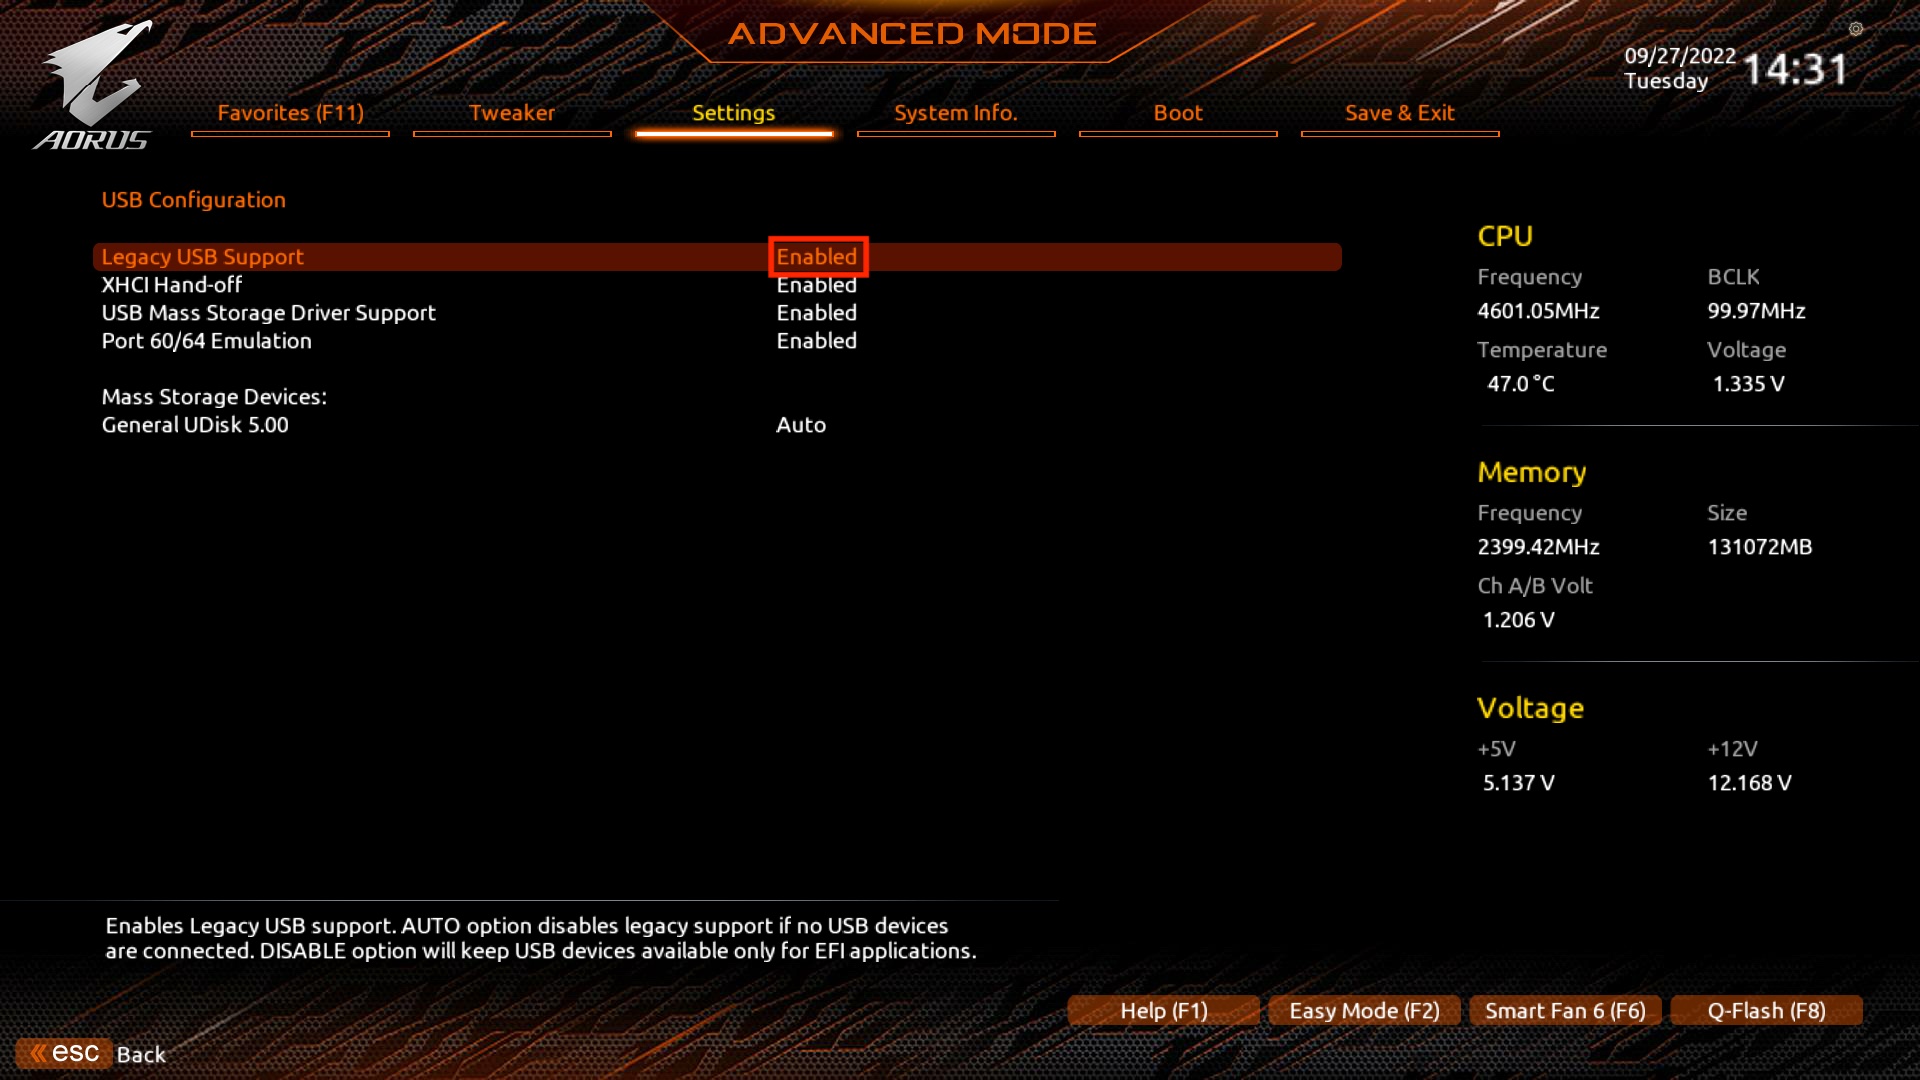 ADVANCED MODE
09/27/2022
Tuesday
14:31
AORUS
Favorites (F11)
Tweaker
Settings
System Info.
Boot
Save & Exit
USB Configuration
Legacy USB Support Enabled
XHCI Hand-off Enabled
USB Mass Storage Driver Support Enabled
Port 60/64 Emulation Enabled
Mass Storage Devices:
General UDisk 5.00 Auto
CPU
Frequency BCLK
4601.05MHz 99.97MHz
Temperature Voltage
47.0 °C 1.335 V
Memory
Frequency Size
2399.42MHz 131072MB
Ch A/B Volt
1.206 V
Voltage
+5V +12V
5.137 V 12.168 V
Enables Legacy USB support. AUTO option disables legacy support if no USB devices
are connected. DISABLE option will keep USB devices available only for EFI applications.
Help (F1)
Easy Mode (F2)
Smart Fan 6 (F6)
Q-Flash (F8)
esc Back